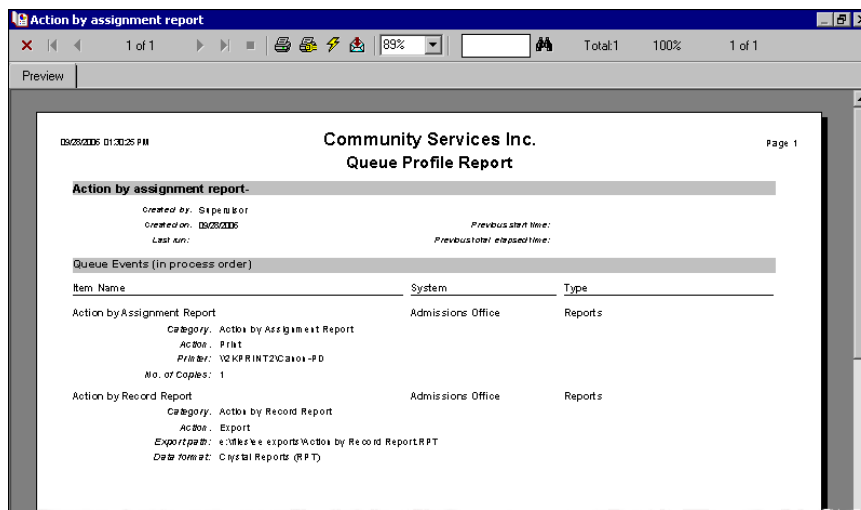 Action by assignment report
1 of 1 89% Total:1 100% 1 of 1
Preview
09/28/2006 01:30:25 PM Community Services Inc. Page 1
Queue Profile Report
Action by assignment report-
Created by: Supervisor
Created on: 09/28/2006 Previous start time:
Last run: Previous total elapsed time:
Queue Events (in process order)
Item Name System Type
Action by Assignment Report Admissions Office Reports
Category: Action by Assignment Report
Action: Print
Printer: \\2KPRINT2\Canon-PD
No. of Copies: 1
Action by Record Report Admissions Office Reports
Category: Action by Record Report
Action: Export
Export path: e:\files\ee exports\Action by Record Report.RPT
Data format: Crystal Reports (RPT)